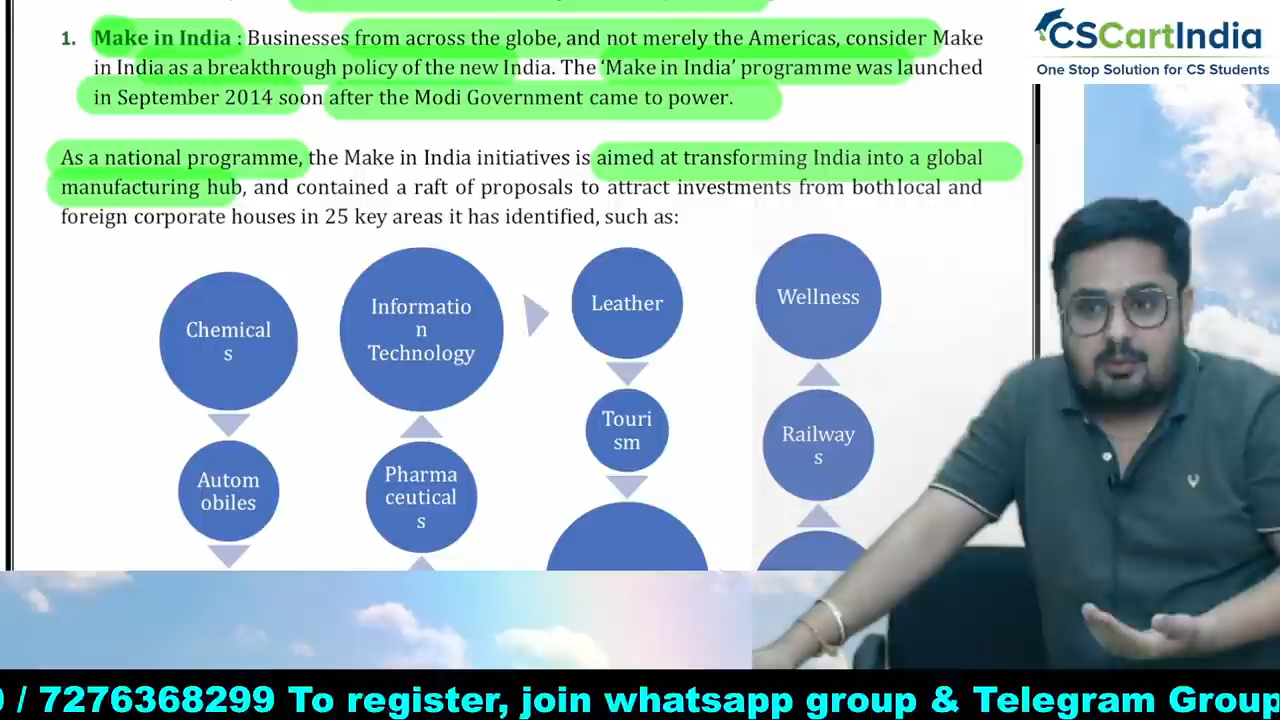 CSCartIndia
One Stop Solution for CS Students
1. Make in India : Businesses from across the globe, and not merely the Americas, consider Make
in India as a breakthrough policy of the new India. The ‘Make in India’ programme was launched
in September 2014 soon after the Modi Government came to power.
As a national programme, the Make in India initiatives is aimed at transforming India into a global
manufacturing hub, and contained a raft of proposals to attract investments from bothlocal and
foreign corporate houses in 25 key areas it has identified, such as:
Chemical
s
Autom
obiles
Informatio
n
Technology
Pharma
ceutical
s
Leather
Touri
sm
Wellness
Railway
s
/ 7276368299 To register, join whatsapp group & Telegram Group